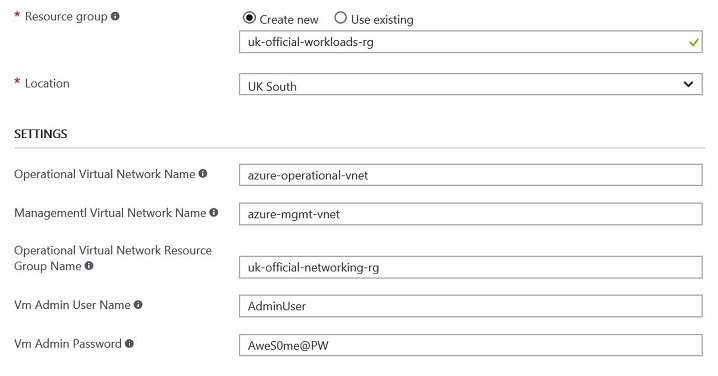 * Resource group
Create new
Use existing
uk-official-workloads-rg
* Location
UK South
SETTINGS
Operational Virtual Network Name
azure-operational-vnet
Managementl Virtual Network Name
azure-mgmt-vnet
Operational Virtual Network Resource
Group Name
uk-official-networking-rg
Vm Admin User Name
AdminUser
Vm Admin Password
AweS0me@PW